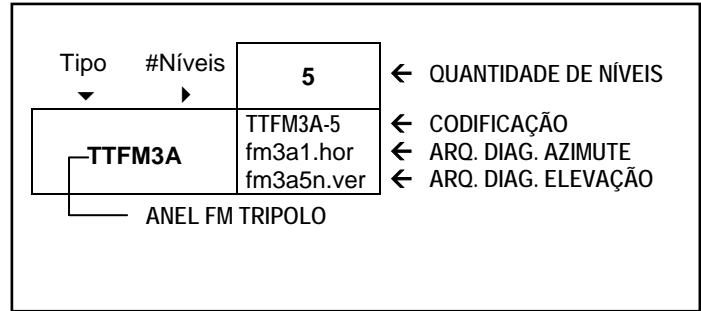 Tipo #Níveis 5 QUANTIDADE DE NÍVEIS
TTFM3A-5 CODIFICAÇÃO
TTFM3A fm3a1.hor ARQ. DIAG. AZIMUTE
fm3a5n.ver ARQ. DIAG. ELEVAÇÃO
ANEL FM TRIPOLO